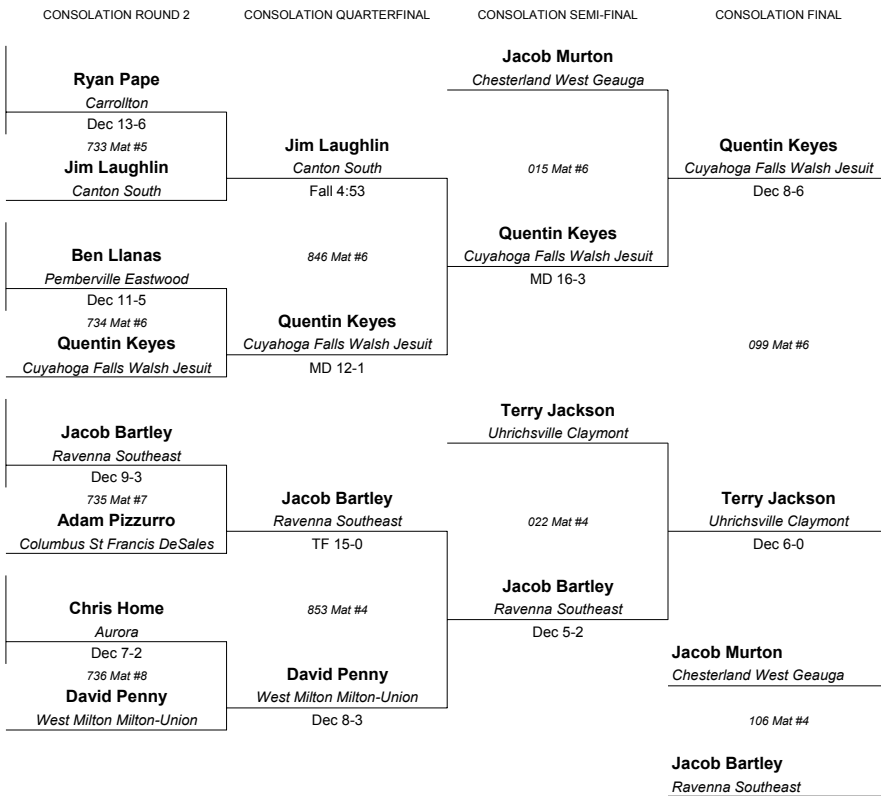 CONSOLATION ROUND 2
CONSOLATION QUARTERFINAL
CONSOLATION SEMI-FINAL
CONSOLATION FINAL
Ryan Pape
Carrollton
Dec 13-6
733 Mat #5
Jim Laughlin
Canton South
Ben Llanas
Pemberville Eastwood
Dec 11-5
734 Mat #6
Quentin Keyes
Cuyahoga Falls Walsh Jesuit
Jacob Bartley
Ravenna Southeast
Dec 9-3
735 Mat #7
Adam Pizzurro
Columbus St Francis DeSales
Chris Home
Aurora
Dec 7-2
736 Mat #8
David Penny
West Milton Milton-Union
Jim Laughlin
Canton South
Fall 4:53
846 Mat #6
Quentin Keyes
Cuyahoga Falls Walsh Jesuit
MD 12-1
Jacob Bartley
Ravenna Southeast
TF 15-0
853 Mat #4
David Penny
West Milton Milton-Union
Dec 8-3
Jacob Murton
Chesterland West Geauga
015 Mat #6
Quentin Keyes
Cuyahoga Falls Walsh Jesuit
MD 16-3
Terry Jackson
Uhrichsville Claymont
022 Mat #4
Jacob Bartley
Ravenna Southeast
Dec 5-2
Quentin Keyes
Cuyahoga Falls Walsh Jesuit
Dec 8-6
099 Mat #6
Terry Jackson
Uhrichsville Claymont
Dec 6-0
Jacob Murton
Chesterland West Geauga
106 Mat #4
Jacob Bartley
Ravenna Southeast